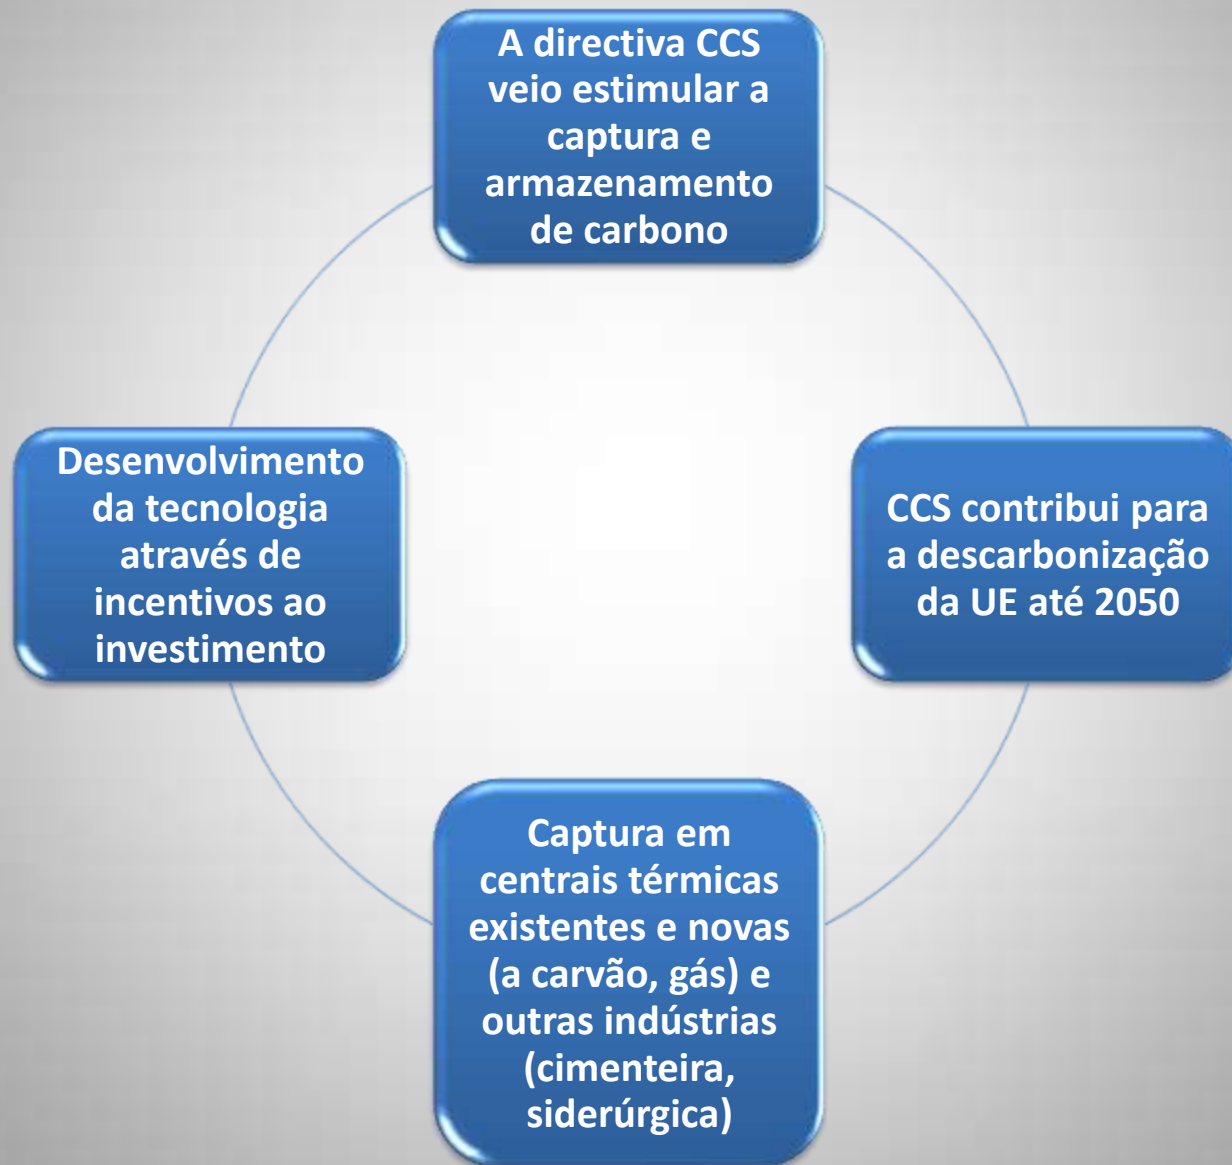 A directiva CCS
veio estimular a
captura e
armazenamento
de carbono
Desenvolvimento
da tecnologia
através de
incentivos ao
investimento
CCS contribui para
a descarbonização
da UE até 2050
Captura em
centrais térmicas
existentes e novas
(a carvão, gás) e
outras indústrias
(cimenteira,
siderúrgica)